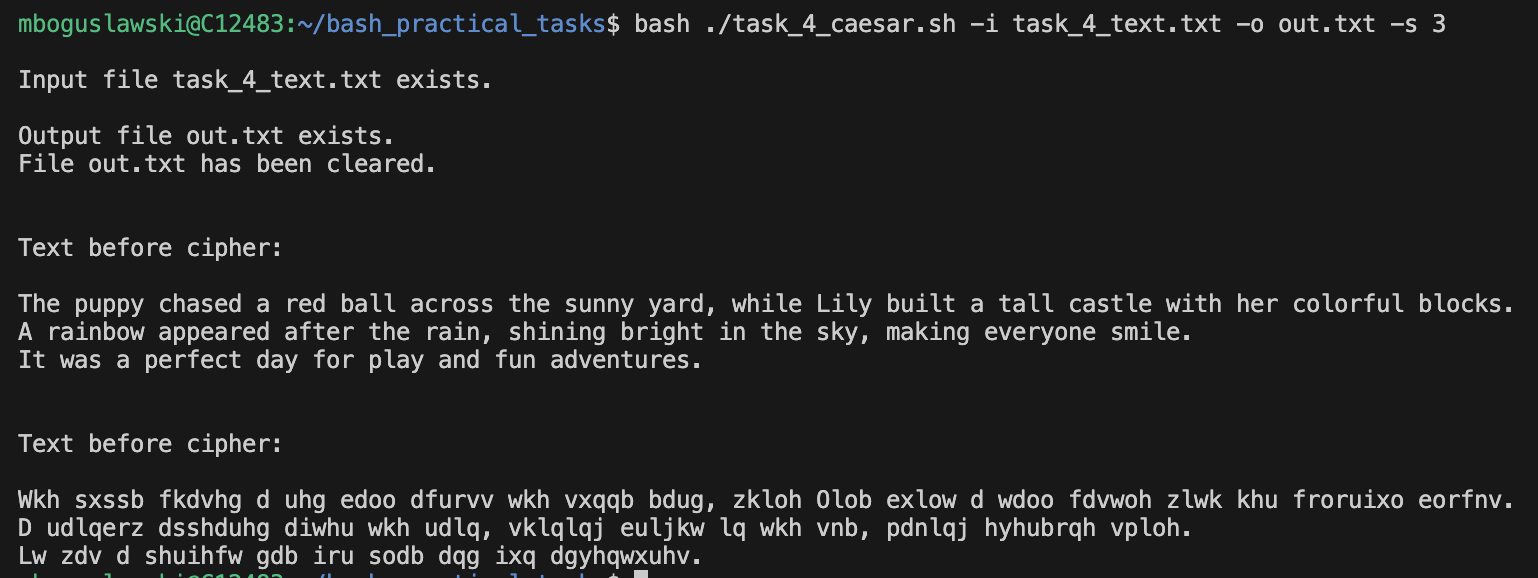 mboguslawski@C12483:~/bash_practical_tasks$ bash ./task_4_caesar.sh -i task_4_text.txt -o out.txt -s 3
Input file task_4_text.txt exists.
Output file out.txt exists.
File out.txt has been cleared.
Text before cipher:
The puppy chased a red ball across the sunny yard, while Lily built a tall castle with her colorful blocks.
A rainbow appeared after the rain, shining bright in the sky, making everyone smile.
It was a perfect day for play and fun adventures.
Text before cipher:
Wkh sxssb fkdvhg d uhg edoo dfurvv wkh vxqqb bdug, zkloh Olob exlow d wdoo fdvwoh zlwk khu froruixo eorfnv.
D udlqerz dsshduhg diwhu wkh udlq, vklqlqj euljkw lq wkh vnb, pdnlqj hyhubrqh vploh.
Lw zdv d shuihfw gdb iru sodb dqg ixq dgyhqwxuhv.
mboguslawski@C12483:~/bash_practical_tasks$